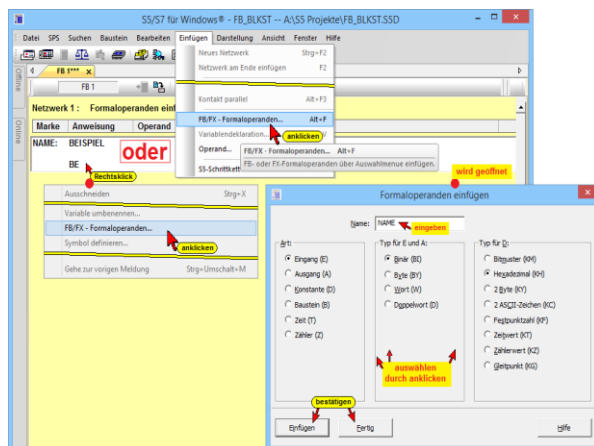 S5/S7 für Windows® - FB_BLKST -- A:\S5 Projekte\FB_BLKST.S5D
Datei SPS Suchen Baustein Bearbeiten Einfügen Darstellung Ansicht Fenster Hilfe
Neues Netzwerk Strg+F2
Netzwerk am Ende einfügen F2
Kontakt parallel Alt+F3
FB/FX - Formaloperanden... Alt+F
Variablendeklaration... V
Operand...
S5-Schrittkett
anklicken
FB/FX - Formaloperanden... Alt+F
FB- oder FX-Formaloperanden über Auswahlmenue einfügen.
Offline
Online
FB 1*** x
FB 1
Netzwerk 1 : Formaloperanden einf
Marke Anweisung Operand
NAME: BEISPIEL
BE
oder
Rechtsklick
Ausschneiden Strg+X
Variable umbenennen...
FB/FX - Formaloperanden...
anklicken
Symbol definieren...
Gehe zur vorigen Meldung Strg+Umschalt+M
wird geöffnet
Formaloperanden einfügen
Name: NAME
eingeben
Art:
Eingang (E)
Ausgang (A)
Konstante (D)
Baustein (B)
Zeit (T)
Zähler (Z)
Typ für E und A:
Binär (BI)
Byte (BY)
Wort (W)
Doppelwort (D)
Typ für D:
Bitmuster (KM)
Hexadezimal (KH)
2 Byte (KY)
2 ASCII-Zeichen (KC)
Festpunktzahl (KF)
Zeitwert (KT)
Zählerwert (KZ)
Gleitpunkt (KG)
auswählen
durch anklicken
bestätigen
Einfügen Fertig Hilfe